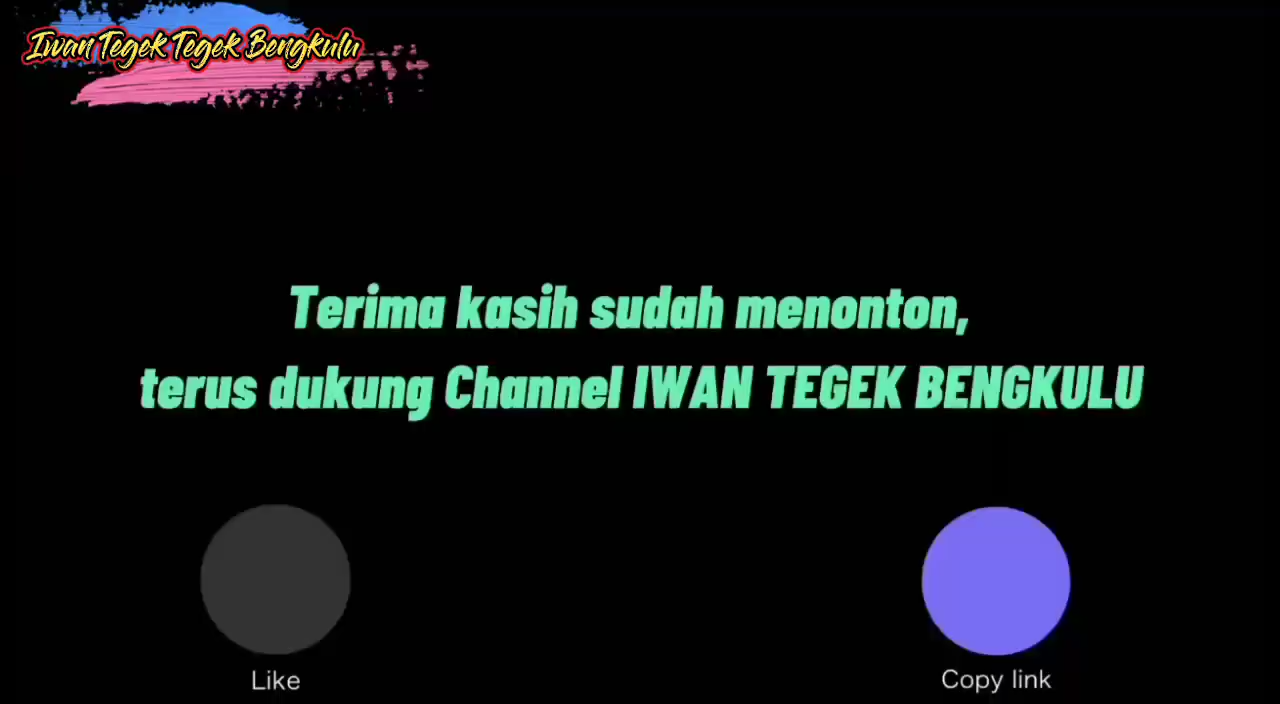 Iwan Tegek Tegek Bengkulu
Terima kasih sudah menonton,
terus dukung Channel IWAN TEGEK BENGKULU
Like
Copy link